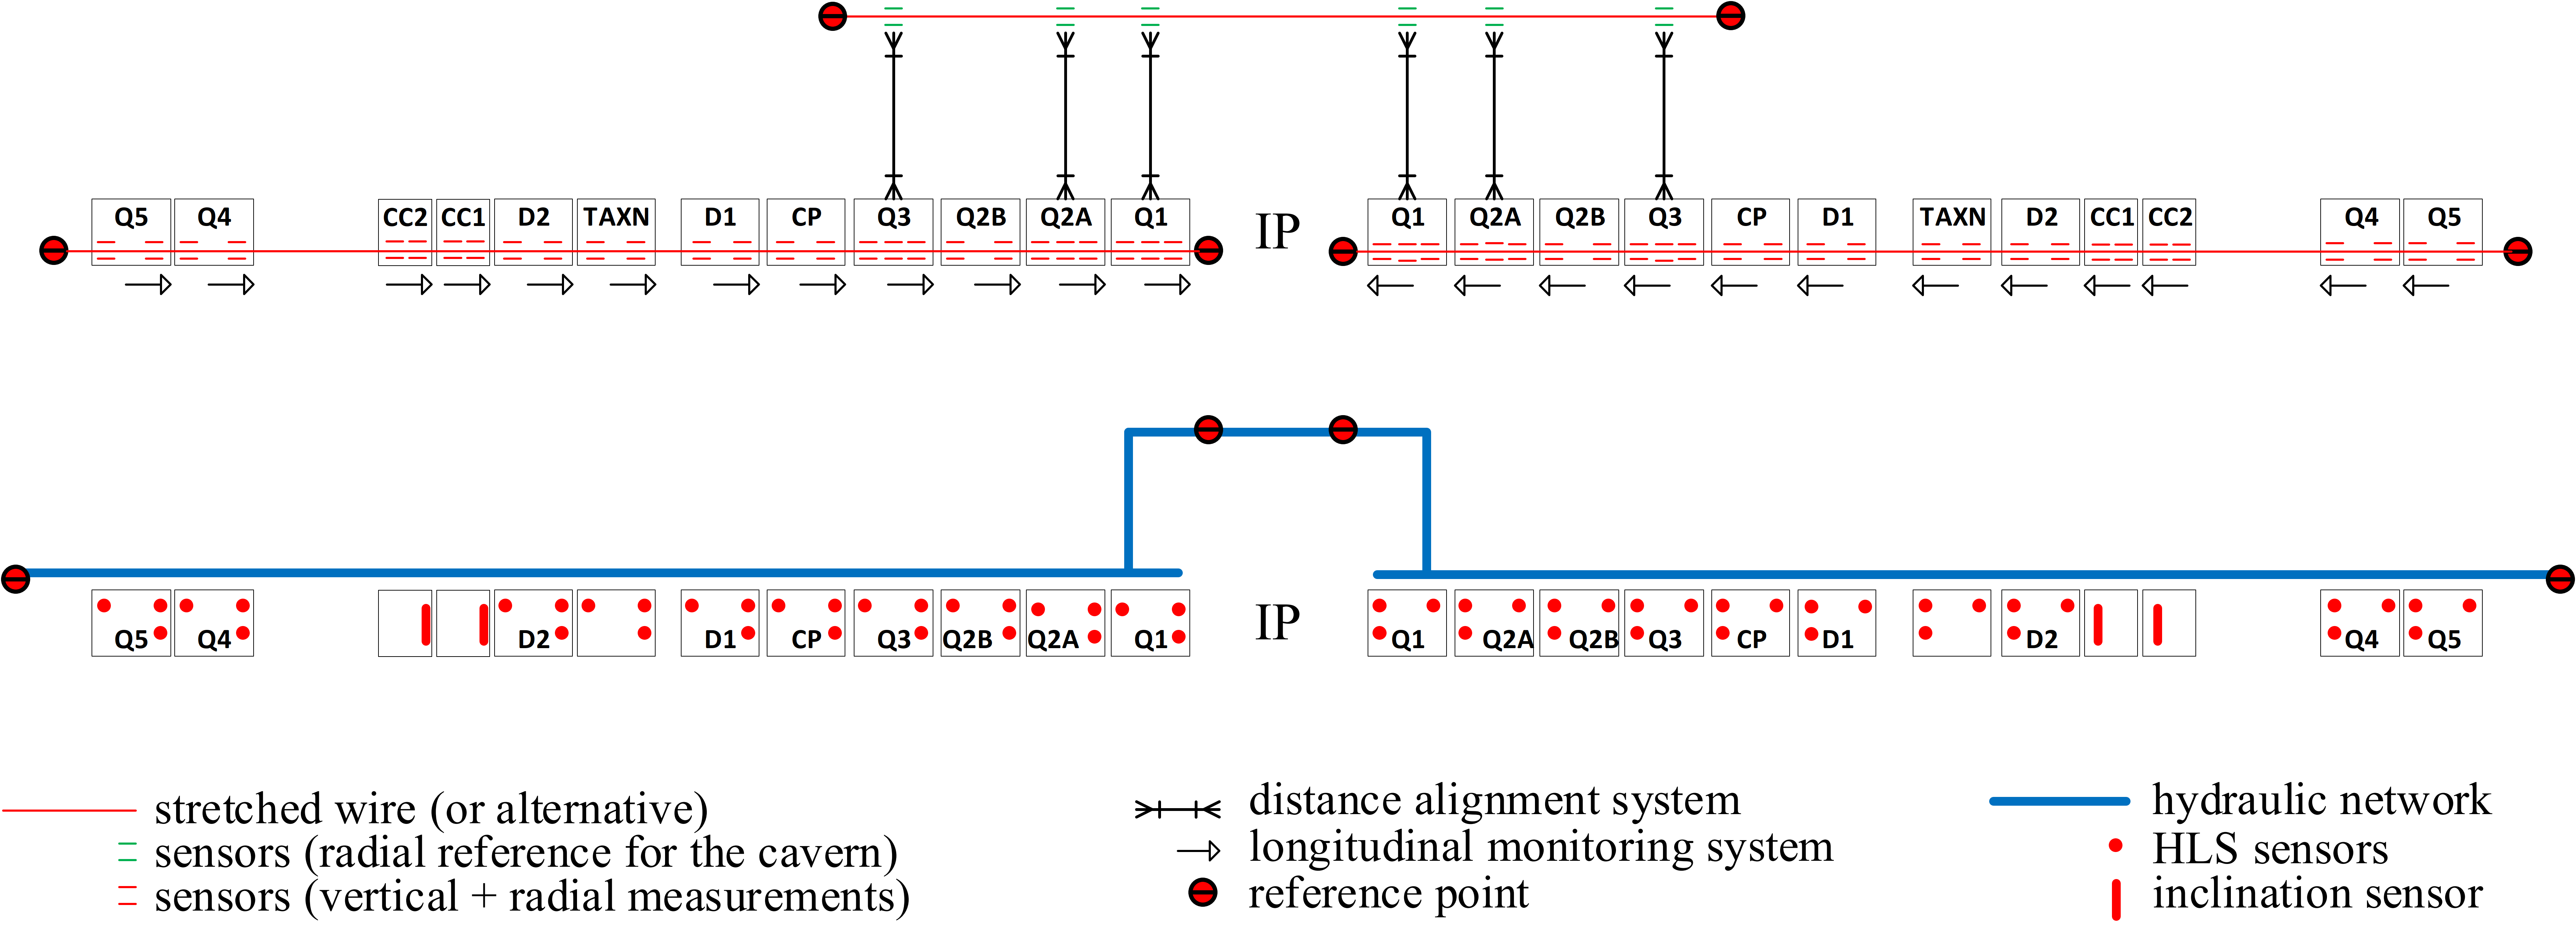 Q5 Q4 CC2 CC1 D2 TAXN D1 CP Q3 Q2B Q2A Q1 IP Q1 Q2A Q2B Q3 CP D1 TAXN D2 CC1 CC2 Q4 Q5
Q5 Q4 D2 D1 CP Q3 Q2B Q2A Q1 IP Q1 Q2A Q2B Q3 CP D1 D2 Q4 Q5
stretched wire (or alternative)
sensors (radial reference for the cavern)
sensors (vertical + radial measurements)
distance alignment system
longitudinal monitoring system
reference point
hydraulic network
HLS sensors
inclination sensor